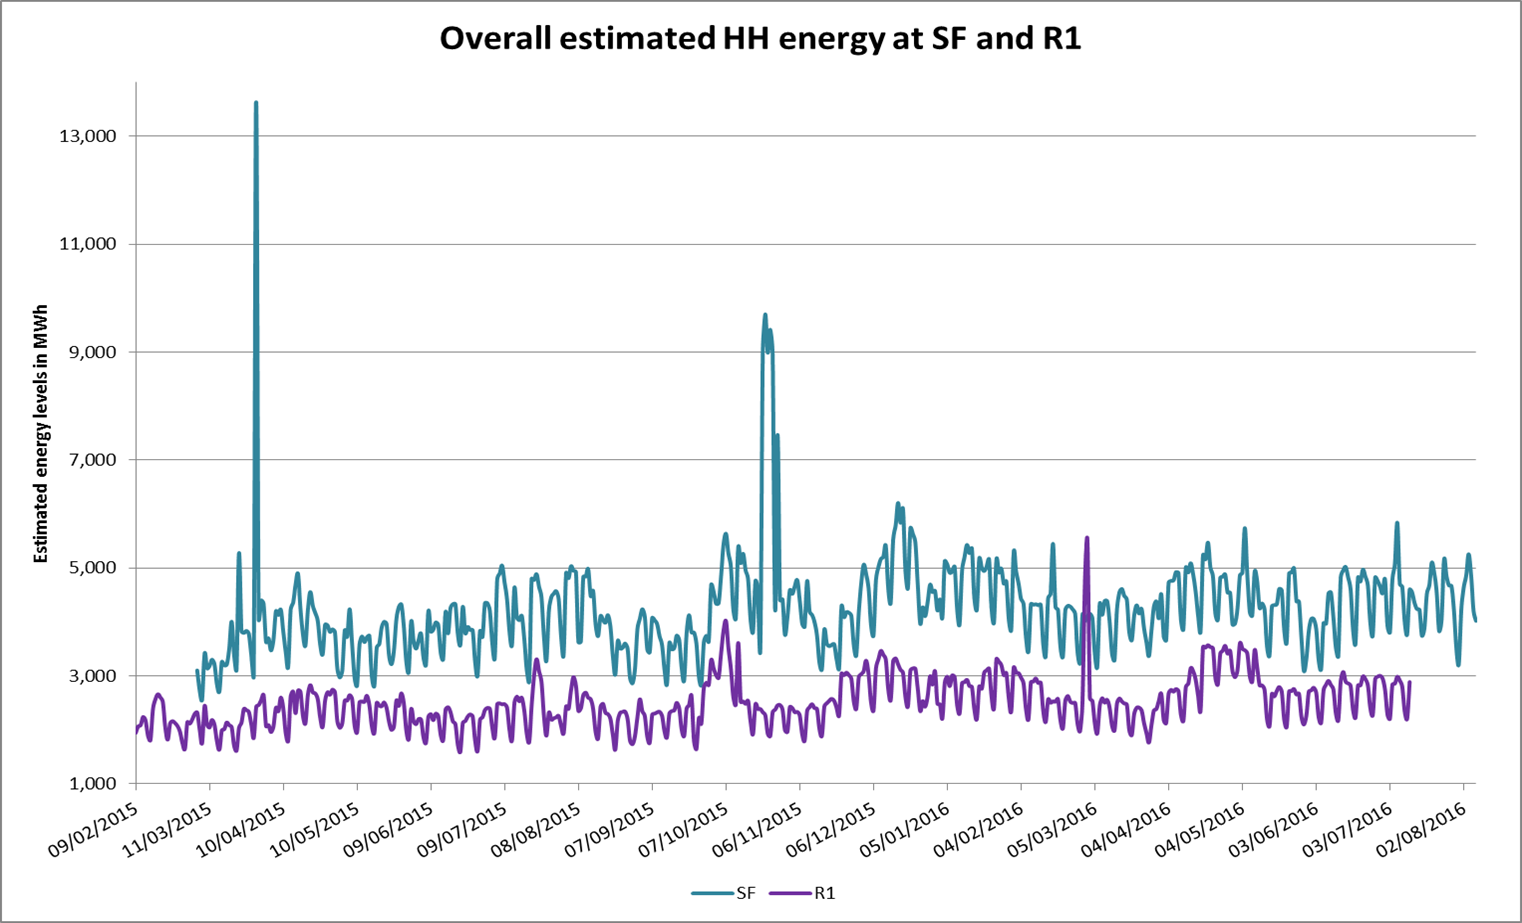 Overall estimated HH energy at SF and R1
Estimated energy levels in MWh
13,000
11,000
9,000
7,000
5,000
3,000
1,000
09/02/2015 11/03/2015 10/04/2015 10/05/2015 09/06/2015 09/07/2015 08/08/2015 07/09/2015 07/10/2015 06/11/2015 06/12/2015 05/01/2016 04/02/2016 05/03/2016 04/04/2016 04/05/2016 03/06/2016 03/07/2016 02/08/2016
SF R1